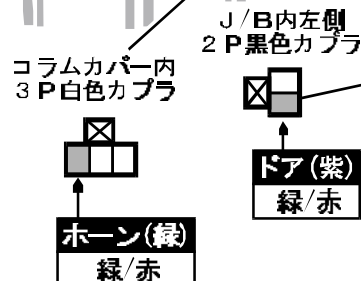 コラムカバー内
3P白色カプラ
J/B内左側
2P黒色カプラ
ホーン(緑)
緑/赤
ドア(紫)
緑/赤